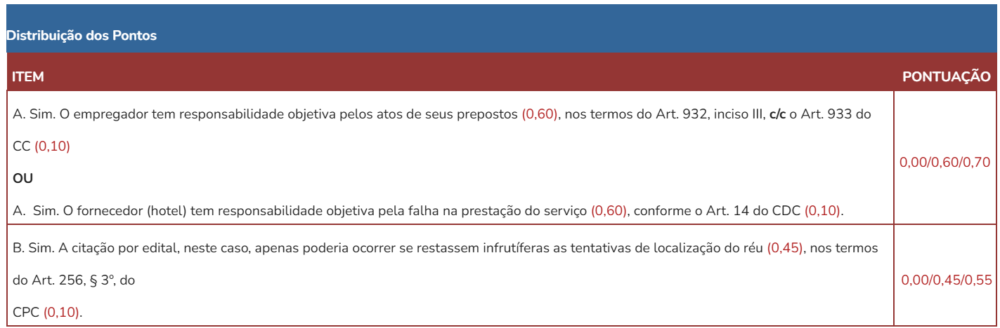 Distribuição dos Pontos
ITEM
PONTUAÇÃO
A. Sim. O empregador tem responsabilidade objetiva pelos atos de seus prepostos (0,60), nos termos do Art. 932, inciso III, c/c o Art. 933 do
CC (0,10)
OU
A. Sim. O fornecedor (hotel) tem responsabilidade objetiva pela falha na prestação do serviço (0,60), conforme o Art. 14 do CDC (0,10).
0,00/0,60/0,70
B. Sim. A citação por edital, neste caso, apenas poderia ocorrer se restassem infrutíferas as tentativas de localização do réu (0,45), nos termos
do Art. 256, § 3º, do
CPC (0,10).
0,00/0,45/0,55